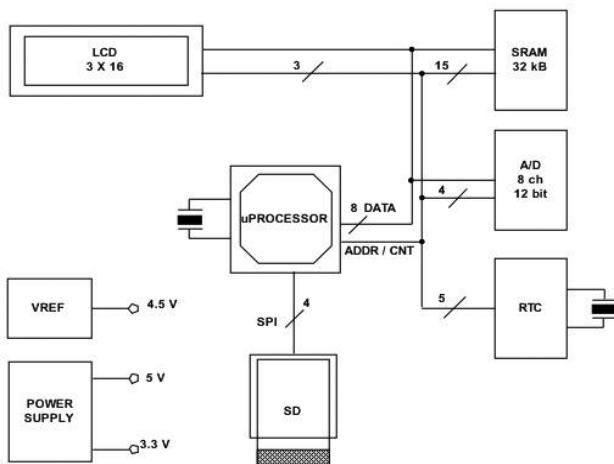 LCD
3 X 16
3
15
SRAM
32 kB
A/D
8 ch
12 bit
4
uPROCESSOR
8 DATA
ADDR / CNT
VREF
4.5 V
SPI
4
5
RTC
POWER
SUPPLY
5 V
3.3 V
SD